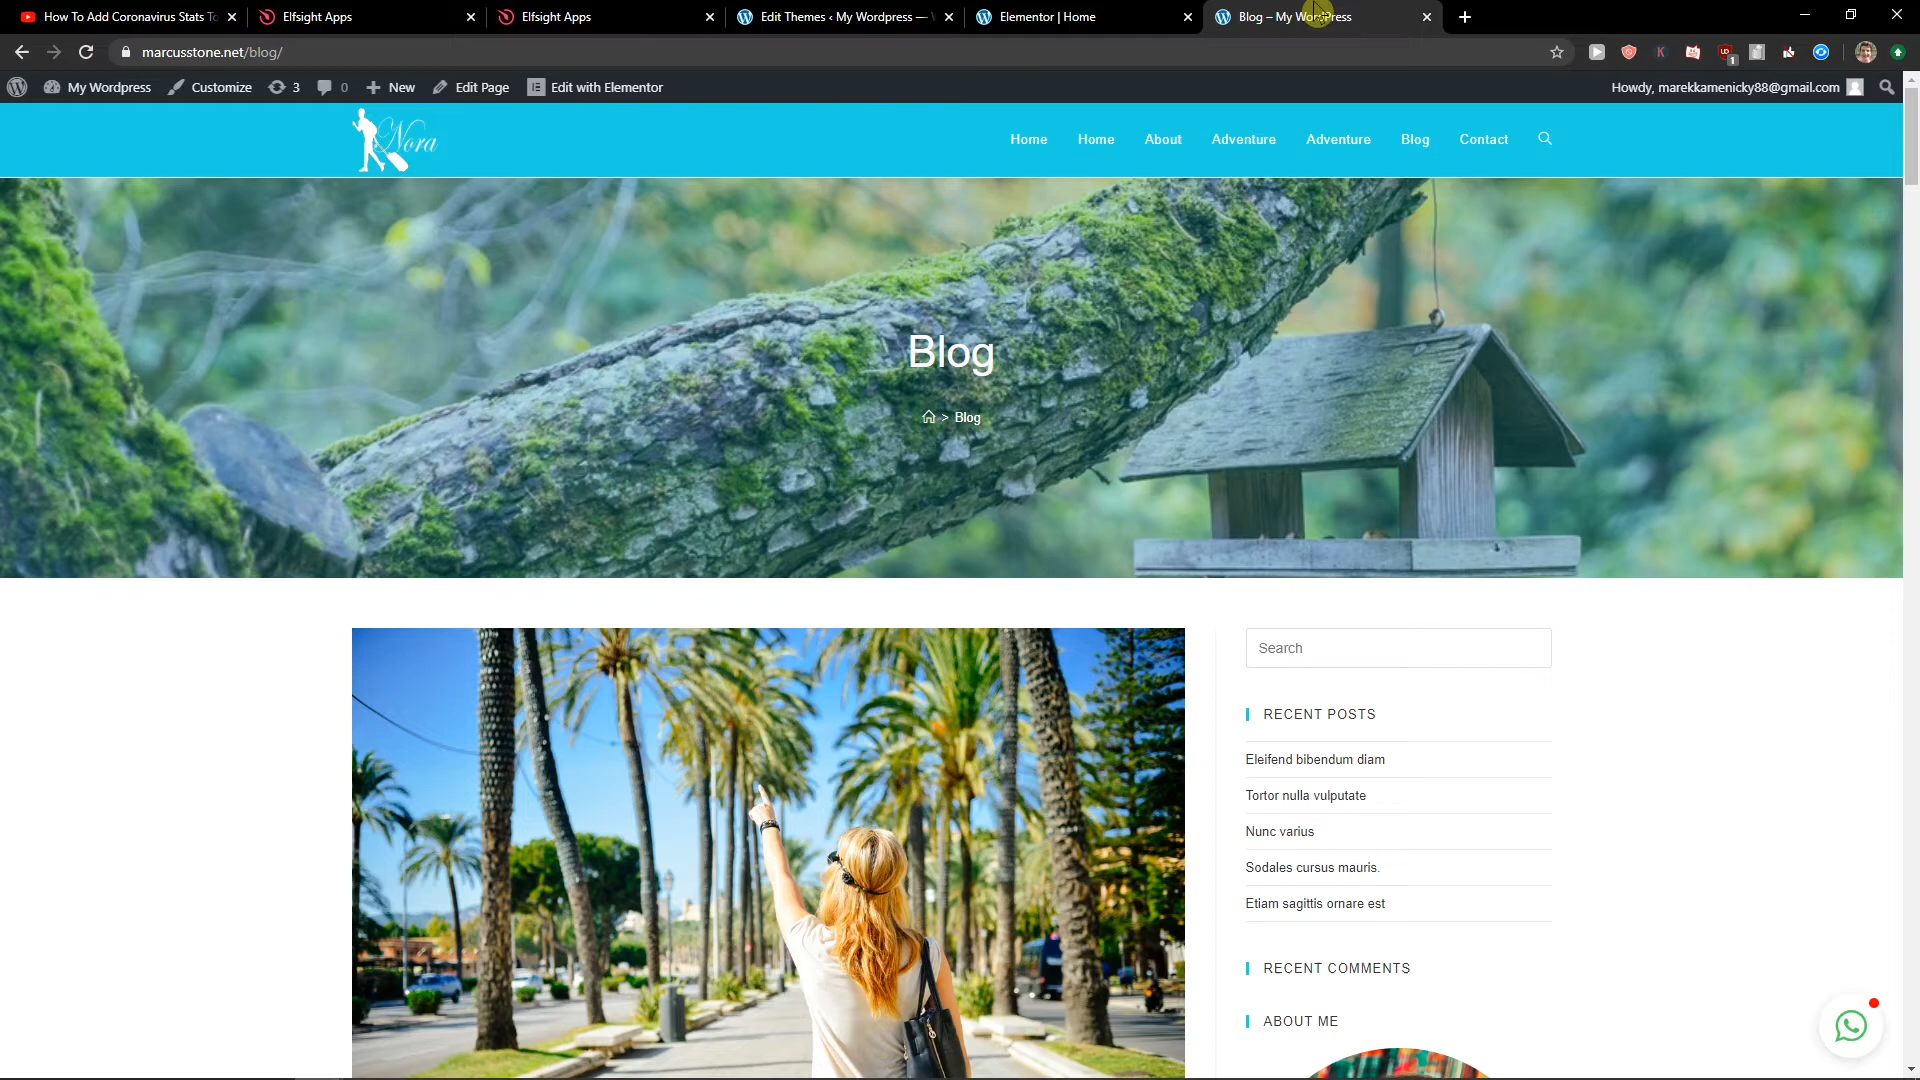 How To Add Coronavirus Stats To
Elfsight Apps
Elfsight Apps
Edit Themes ‹ My Wordpress —
Elementor | Home
Blog – My WordPress
marcusstone.net/blog/
My Wordpress
Customize
3
0
New
Edit Page
Edit with Elementor
Howdy, marekkamenicky88@gmail.com
Nora
Home
Home
About
Adventure
Adventure
Blog
Contact
Blog
> Blog
Search
RECENT POSTS
Eleifend bibendum diam
Tortor nulla vulputate
Nunc varius
Sodales cursus mauris.
Etiam sagittis ornare est
RECENT COMMENTS
ABOUT ME